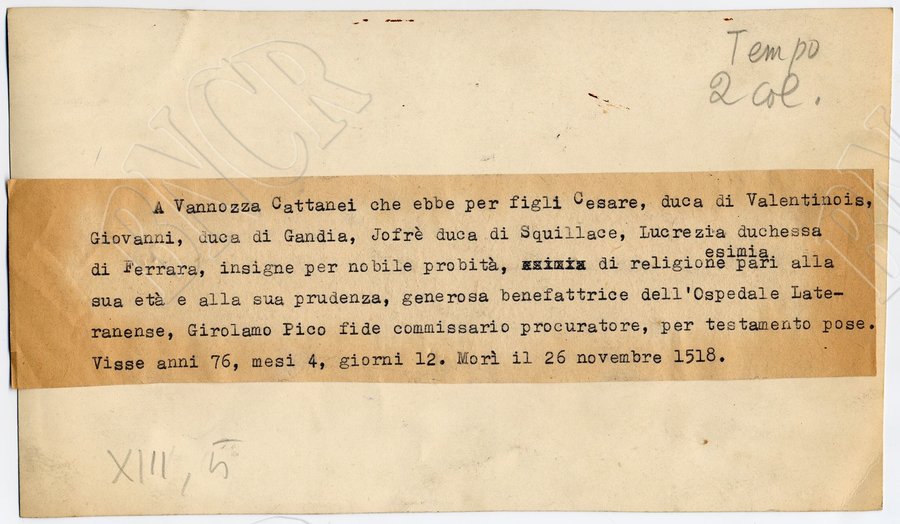 Tempo
2 col.
A Vannozza Cattanei che ebbe per figli Cesare, duca di Valentinois,
Giovanni, duca di Gandia, Jofrè duca di Squillace, Lucrezia duchessa
esimia
di Ferrara, insigne per nobile probità, esimia di religione pari alla
sua età e alla sua prudenza, generosa benefattrice dell'Ospedale Late-
ranense, Girolamo Pico fide commissario procuratore, per testamento pose.
Visse anni 76, mesi 4, giorni 12. Morì il 26 novembre 1518.
XIII, 5
BNCR